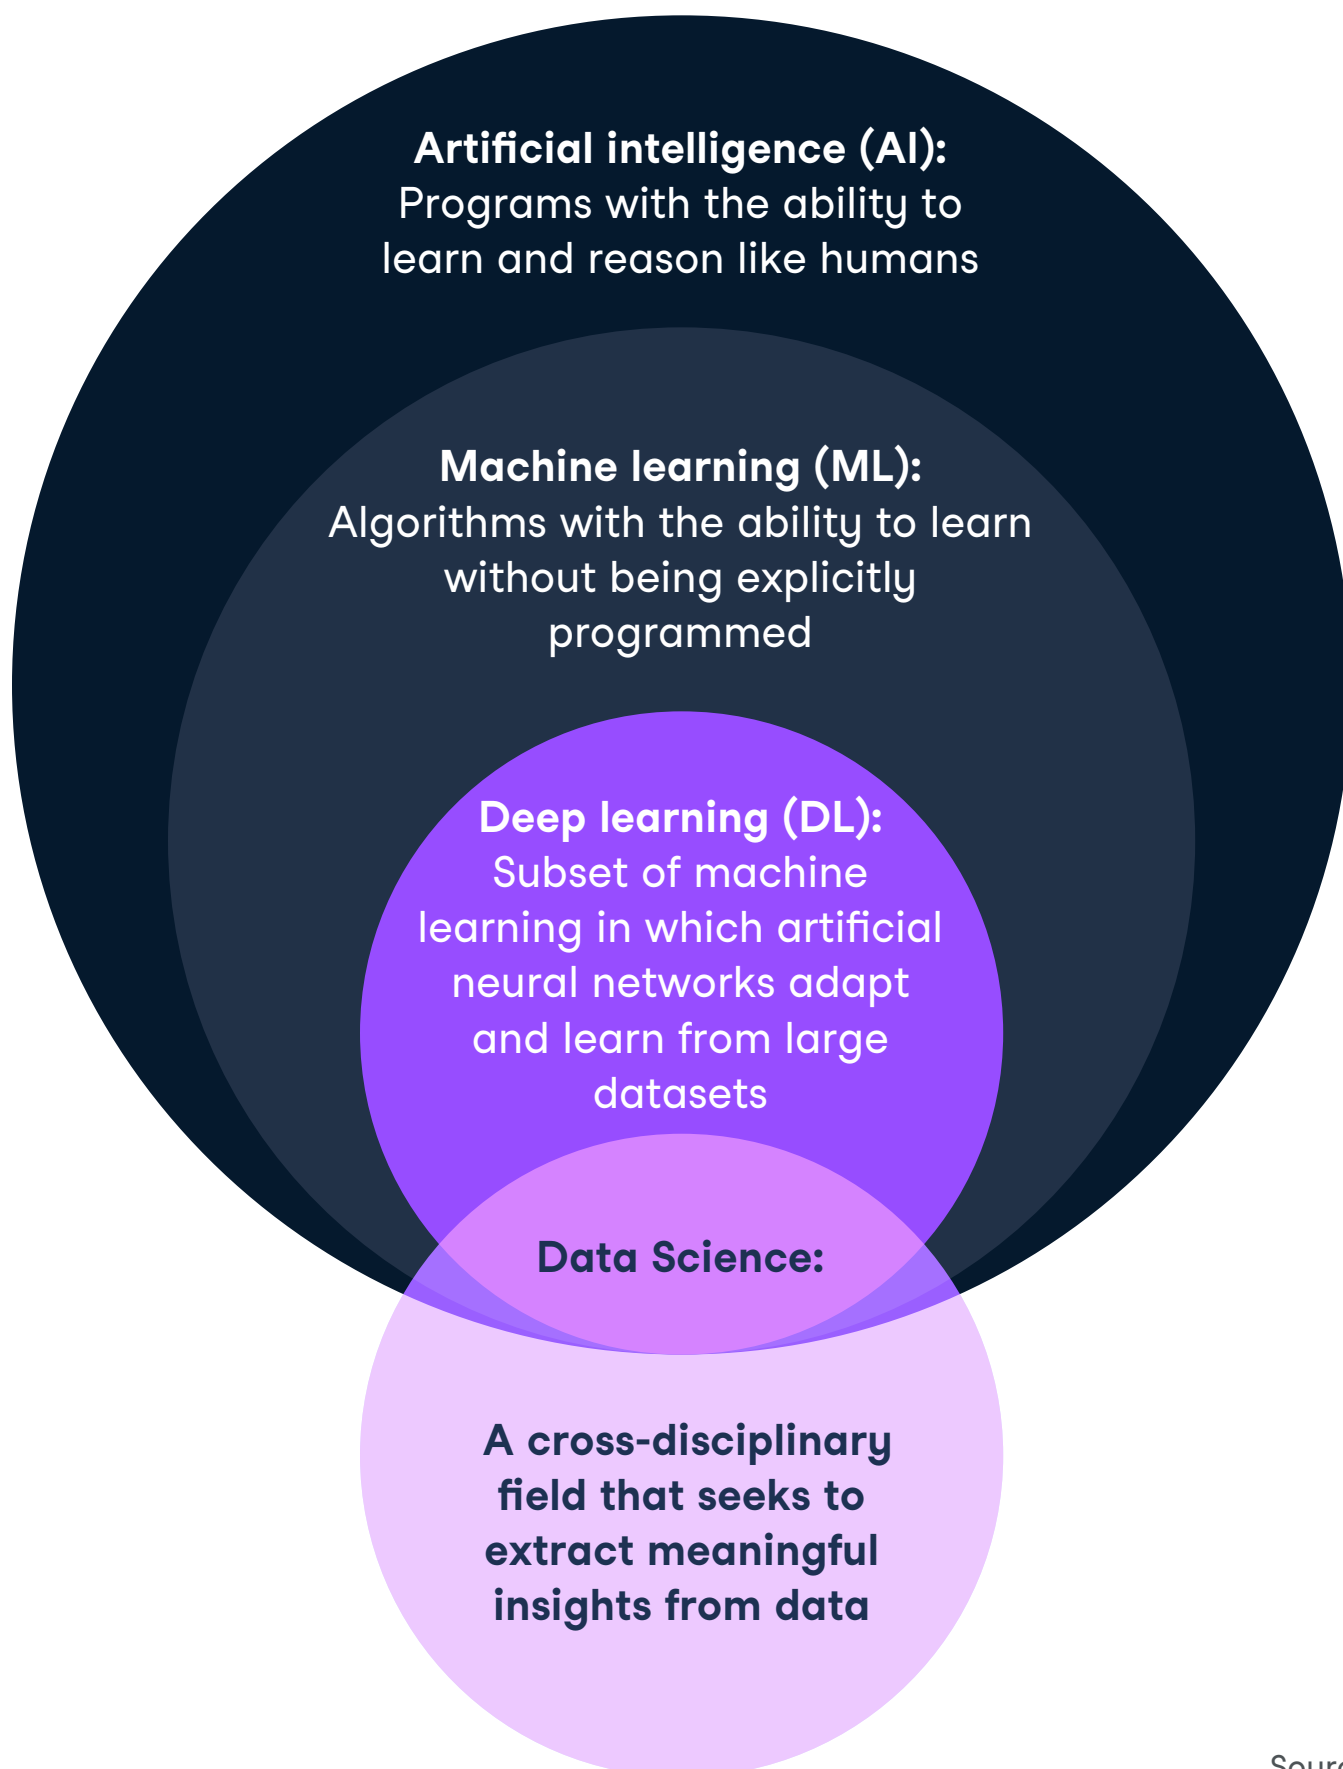 Artificial intelligence (AI):
Programs with the ability to
learn and reason like humans
Machine learning (ML):
Algorithms with the ability to learn
without being explicitly
programmed
Deep learning (DL):
Subset of machine
learning in which artificial
neural networks adapt
and learn from large
datasets
Data Science:
A cross-disciplinary
field that seeks to
extract meaningful
insights from data